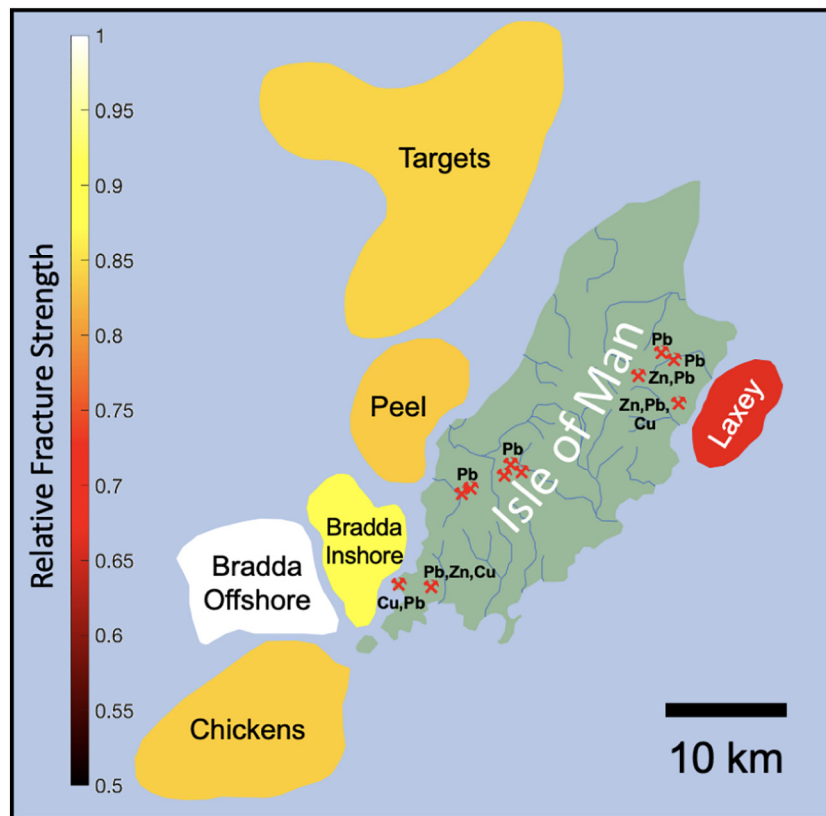 Relative Fracture Strength
1
0.95
0.9
0.85
0.8
0.75
0.7
0.65
0.6
0.55
0.5
Targets
Peel
Bradda
Inshore
Bradda
Offshore
Chickens
Laxey
Isle of Man
Pb
Pb
Zn,Pb
Zn,Pb,
Cu
Pb
Pb
Pb,Zn,Cu
Cu,Pb
10 km